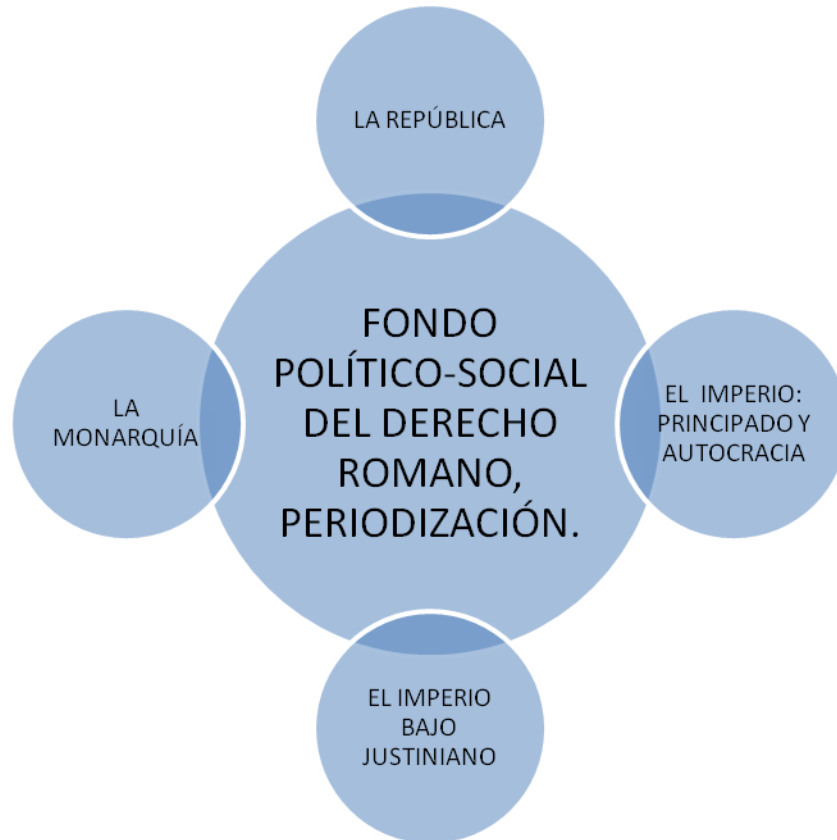 LA REPÚBLICA
FONDO
POLÍTICO-SOCIAL
DEL DERECHO
ROMANO,
PERIODIZACIÓN.
LA
MONARQUÍA
EL IMPERIO:
PRINCIPADO Y
AUTOCRACIA
EL IMPERIO
BAJO
JUSTINIANO